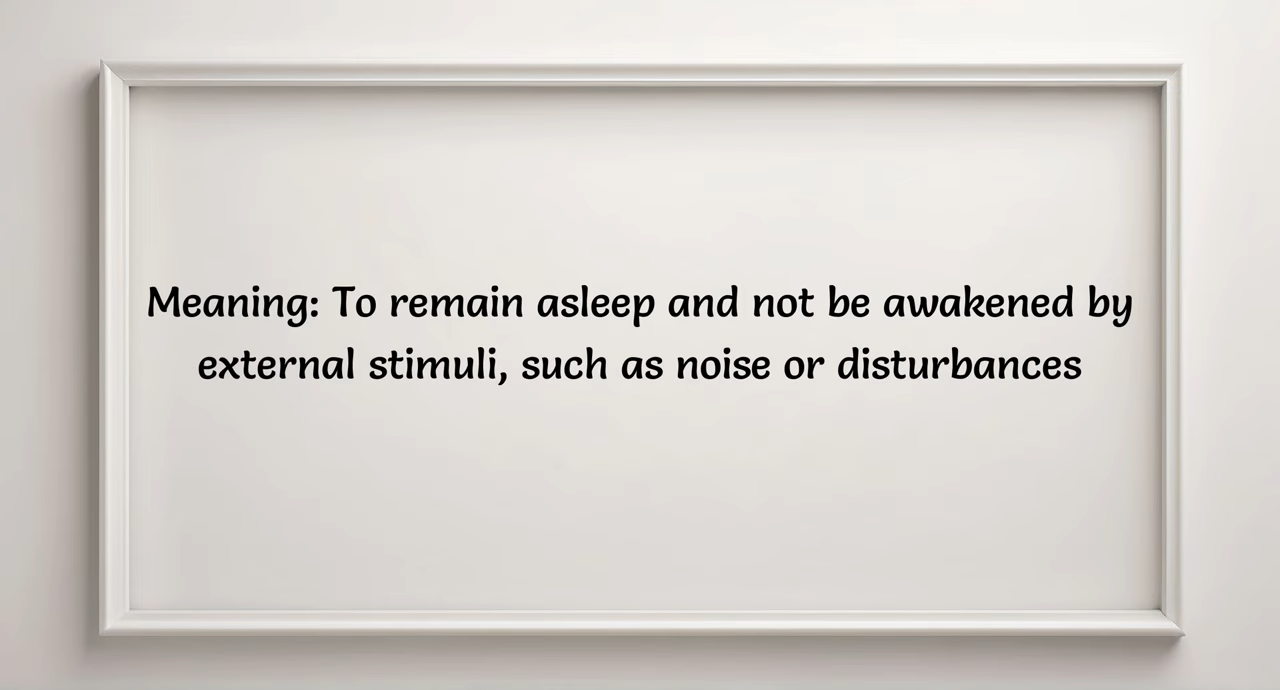 Meaning: To remain asleep and not be awakened by
external stimuli, such as noise or disturbances